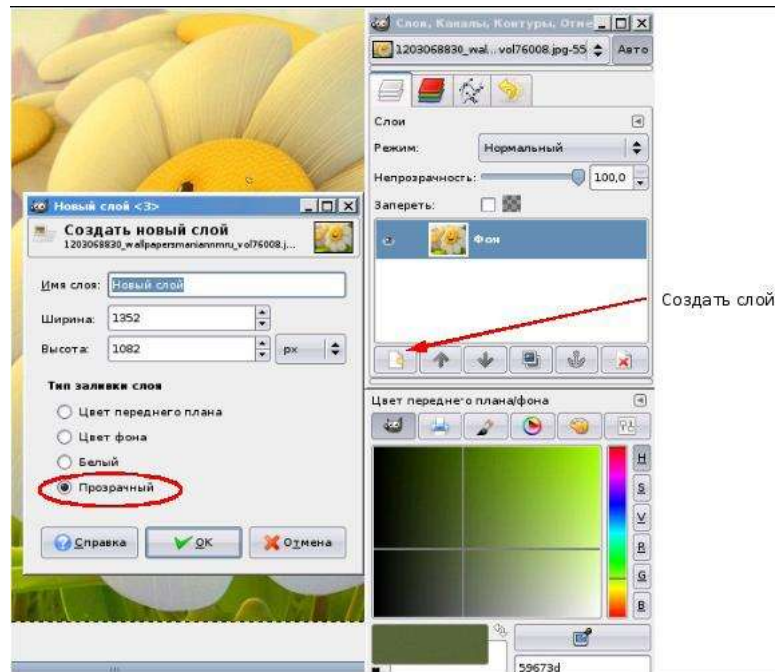 Слои, Каналы, Контуры, Отме
1203068830_wal...vol76008.jpg-55
Авто
Слои
Режим:
Нормальный
Непрозрачность:
100,0
Запереть:
Фон
Создать слой
Новый слой <3>
Создать новый слой
1203068830_wallpapersmaniannmru_vol76008.j...
Имя слоя:
Новый слой
Ширина:
1352
Высота:
1082
px
Тип заливки слоя
Цвет переднего плана
Цвет фона
Белый
Прозрачный
Справка
OK
Отмена
Цвет переднего плана/фона
H
S
V
R
G
B
59673d